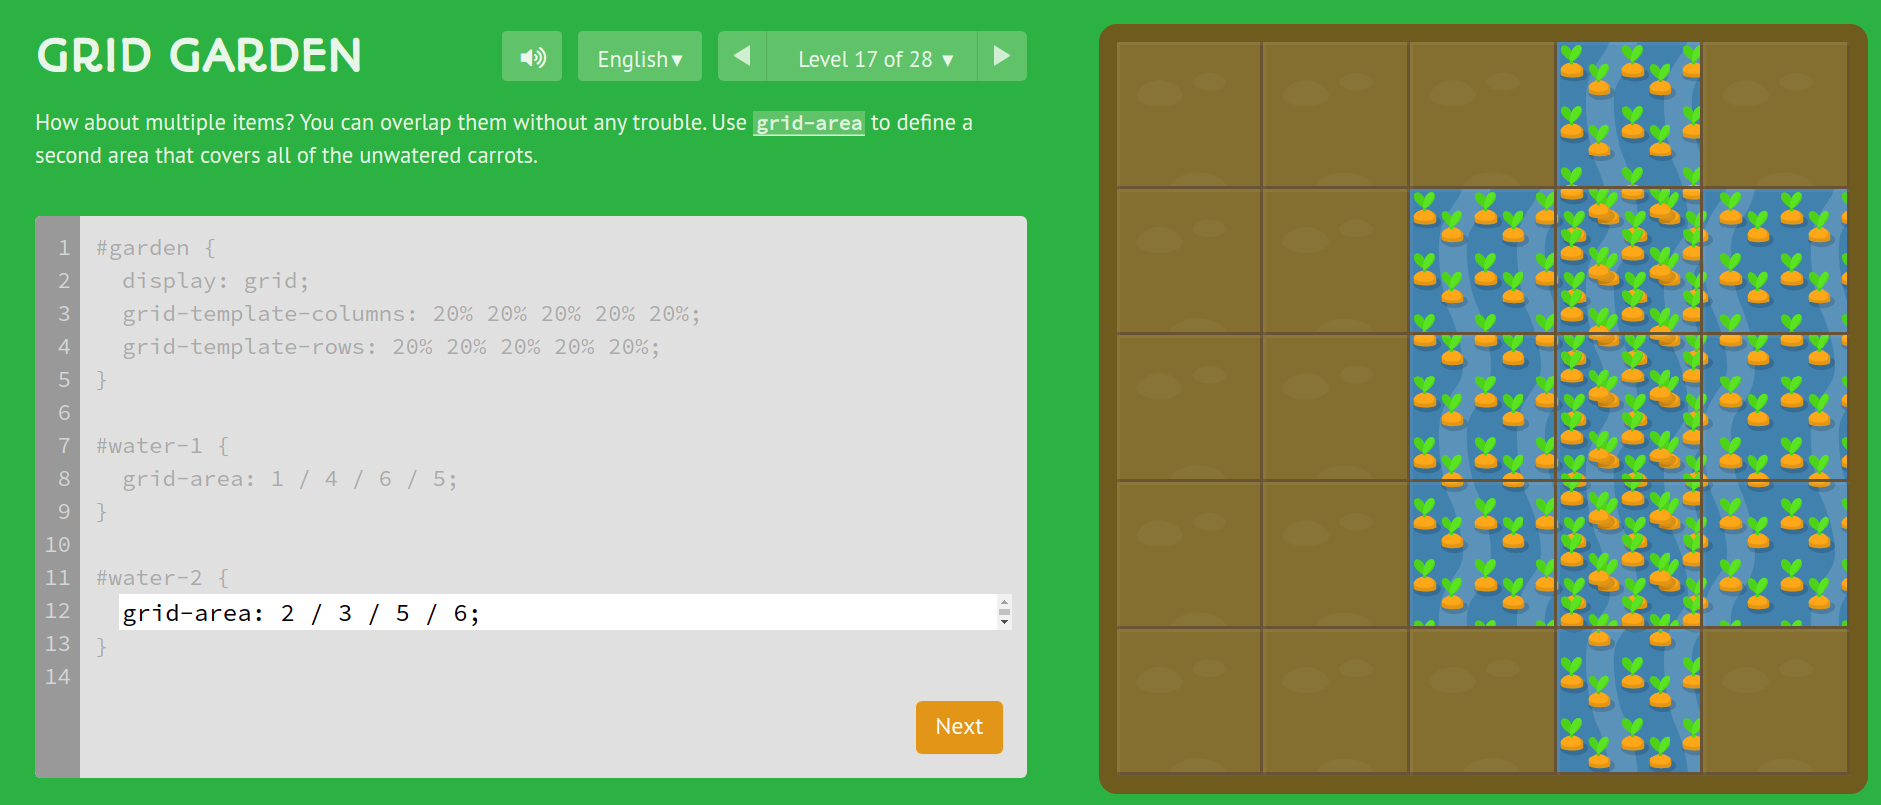 GRID GARDEN
English ▾
Level 17 of 28 ▾
How about multiple items? You can overlap them without any trouble. Use grid-area to define a
second area that covers all of the unwatered carrots.
1 #garden {
2 display: grid;
3 grid-template-columns: 20% 20% 20% 20% 20%;
4 grid-template-rows: 20% 20% 20% 20% 20%;
5 }
6
7 #water-1 {
8 grid-area: 1 / 4 / 6 / 5;
9 }
10
11 #water-2 {
12 grid-area: 2 / 3 / 5 / 6;
13 }
14
Next